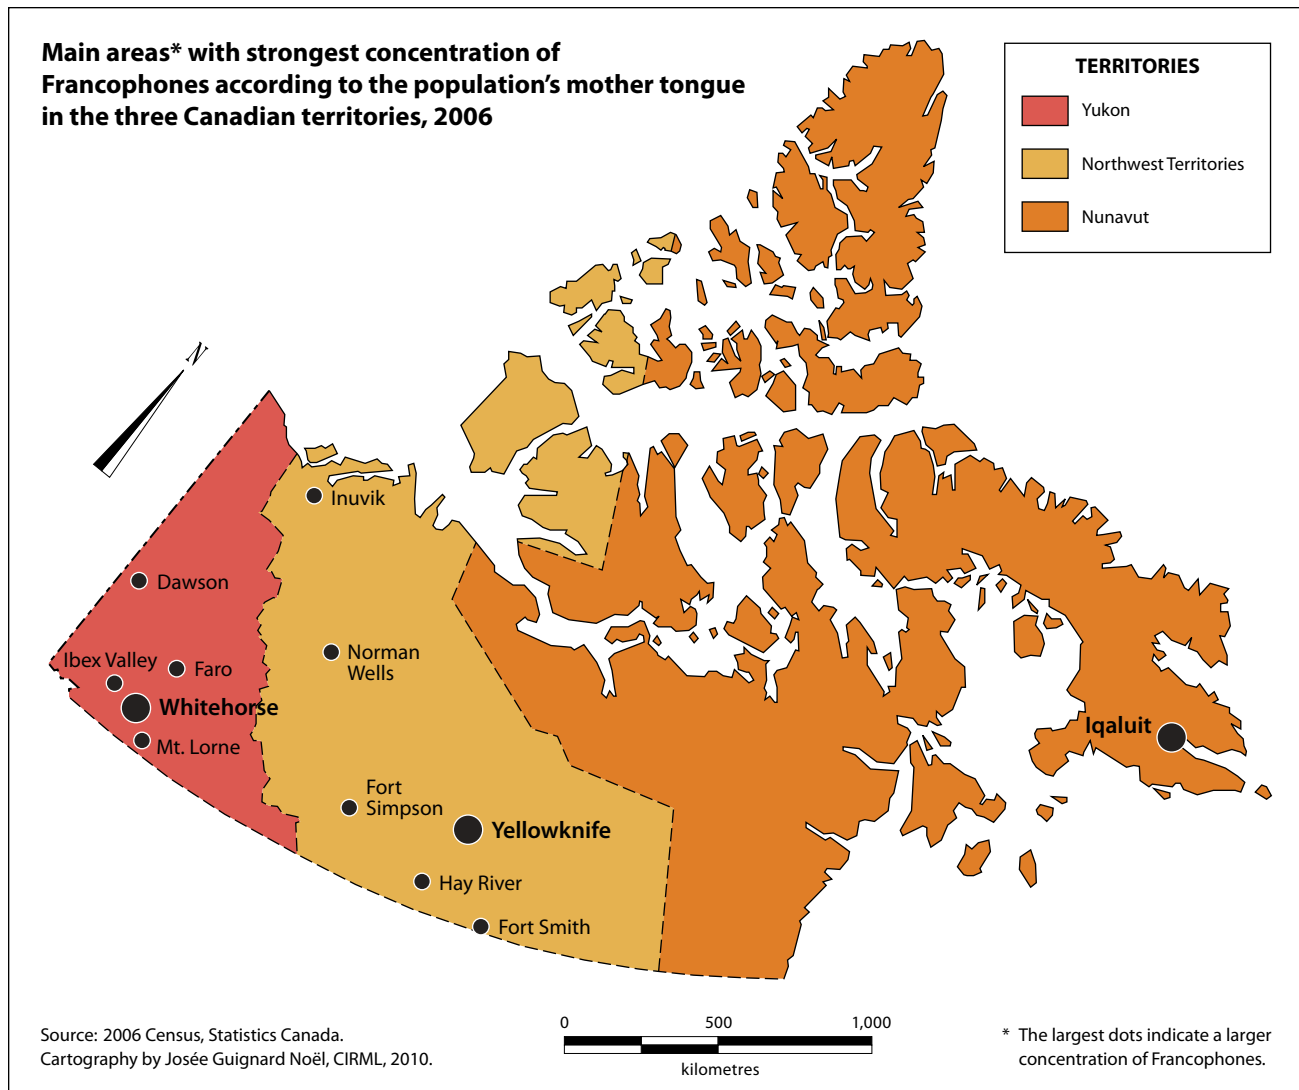 Main areas* with strongest concentration of
Francophones according to the population's mother tongue
in the three Canadian territories, 2006
TERRITORIES
Yukon
Northwest Territories
Nunavut
N
Inuvik
Dawson
Ibex Valley
Faro
Norman
Wells
Whitehorse
Mt. Lorne
Iqaluit
Fort
Simpson
Yellowknife
Hay River
Fort Smith
Source: 2006 Census, Statistics Canada.
Cartography by Josée Guignard Noël, CIRML, 2010.
0 500 1,000
kilometres
* The largest dots indicate a larger
concentration of Francophones.